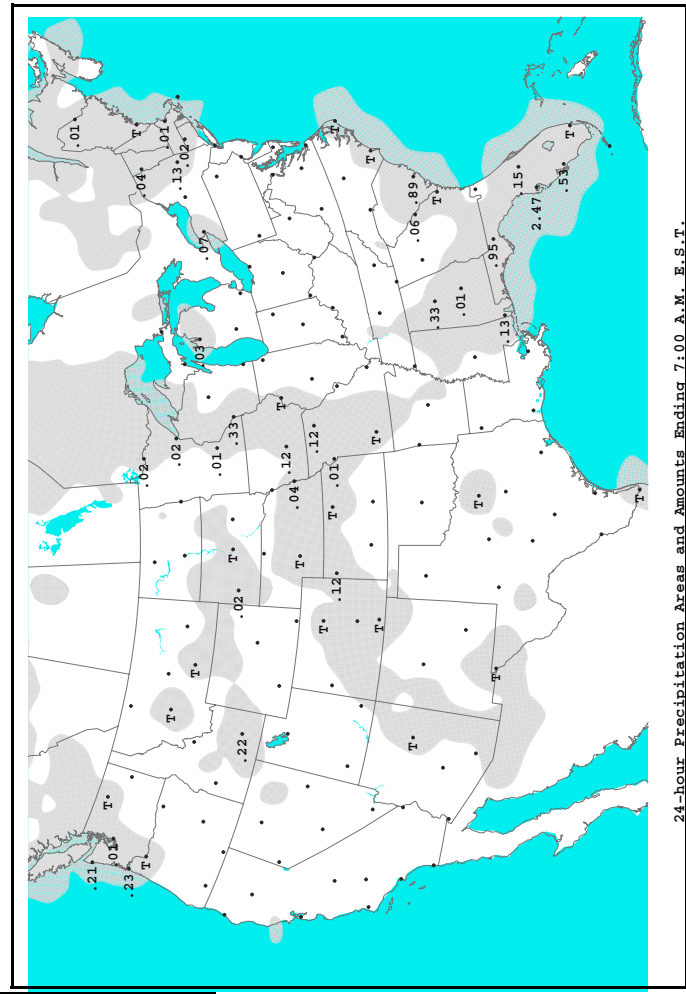 .01
.21
T
.01
.23
T
.04
.02
T
.01
T
.02
.13
.02
T
.03
.07
.01
T
.33
.02
.22
T
.12
.04
T
.12
T
T
.01
T
.12
T
T
T
T
.89
.06
.33
T
.01
T
.95
T
.13
.15
2.47
.53
T
T
24-hour Precipitation Areas and Amounts Ending 7:00 A.M. E.S.T.